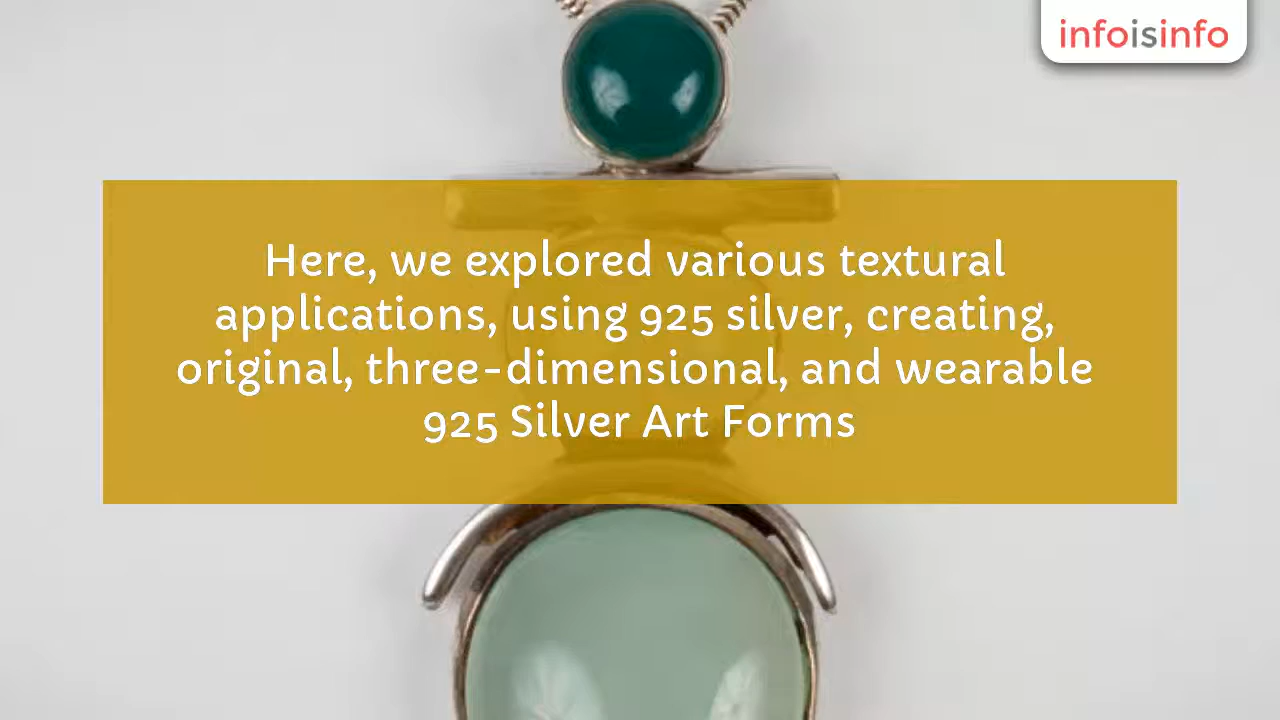 infoisinfo
Here, we explored various textural
applications, using 925 silver, creating,
original, three-dimensional, and wearable
925 Silver Art Forms